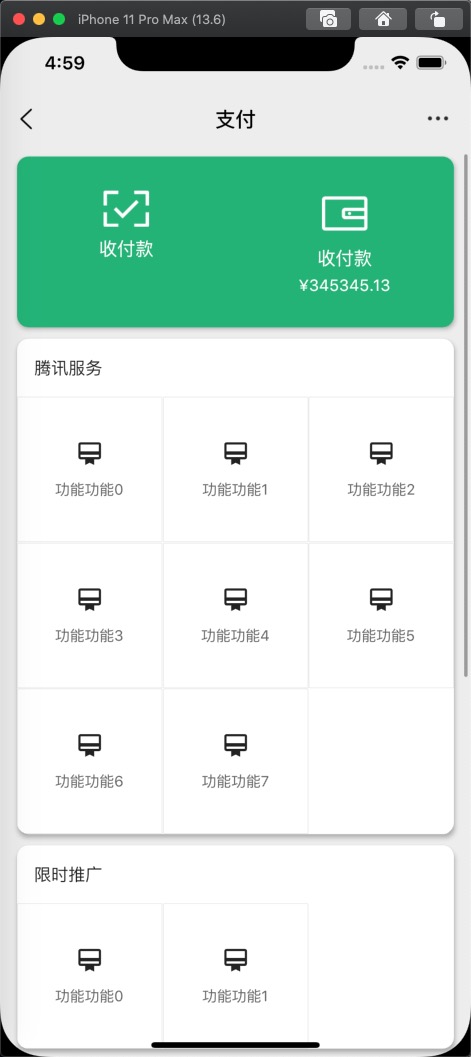 iPhone 11 Pro Max (13.6)
4:59
支付
收付款
收付款
¥345345.13
腾讯服务
功能功能0
功能功能1
功能功能2
功能功能3
功能功能4
功能功能5
功能功能6
功能功能7
限时推广
功能功能0
功能功能1